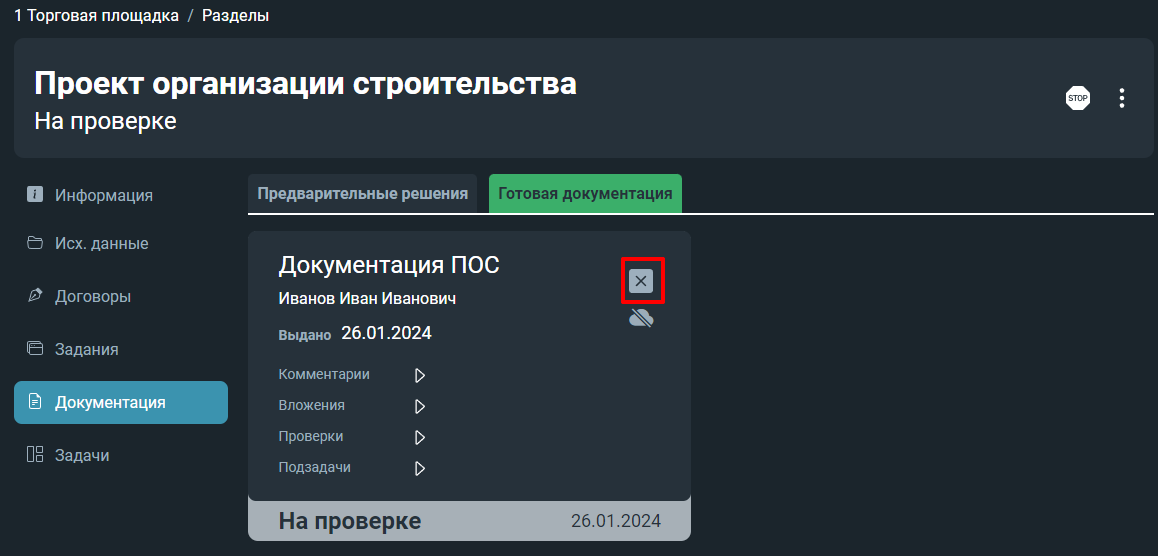 1 Торговая площадка / Разделы
Проект организации строительства
На проверке
STOP
Информация
Исх. данные
Договоры
Задания
Документация
Задачи
Предварительные решения
Готовая документация
Документация ПОС
Иванов Иван Иванович
Выдано 26.01.2024
Комментарии
Вложения
Проверки
Подзадачи
На проверке 26.01.2024